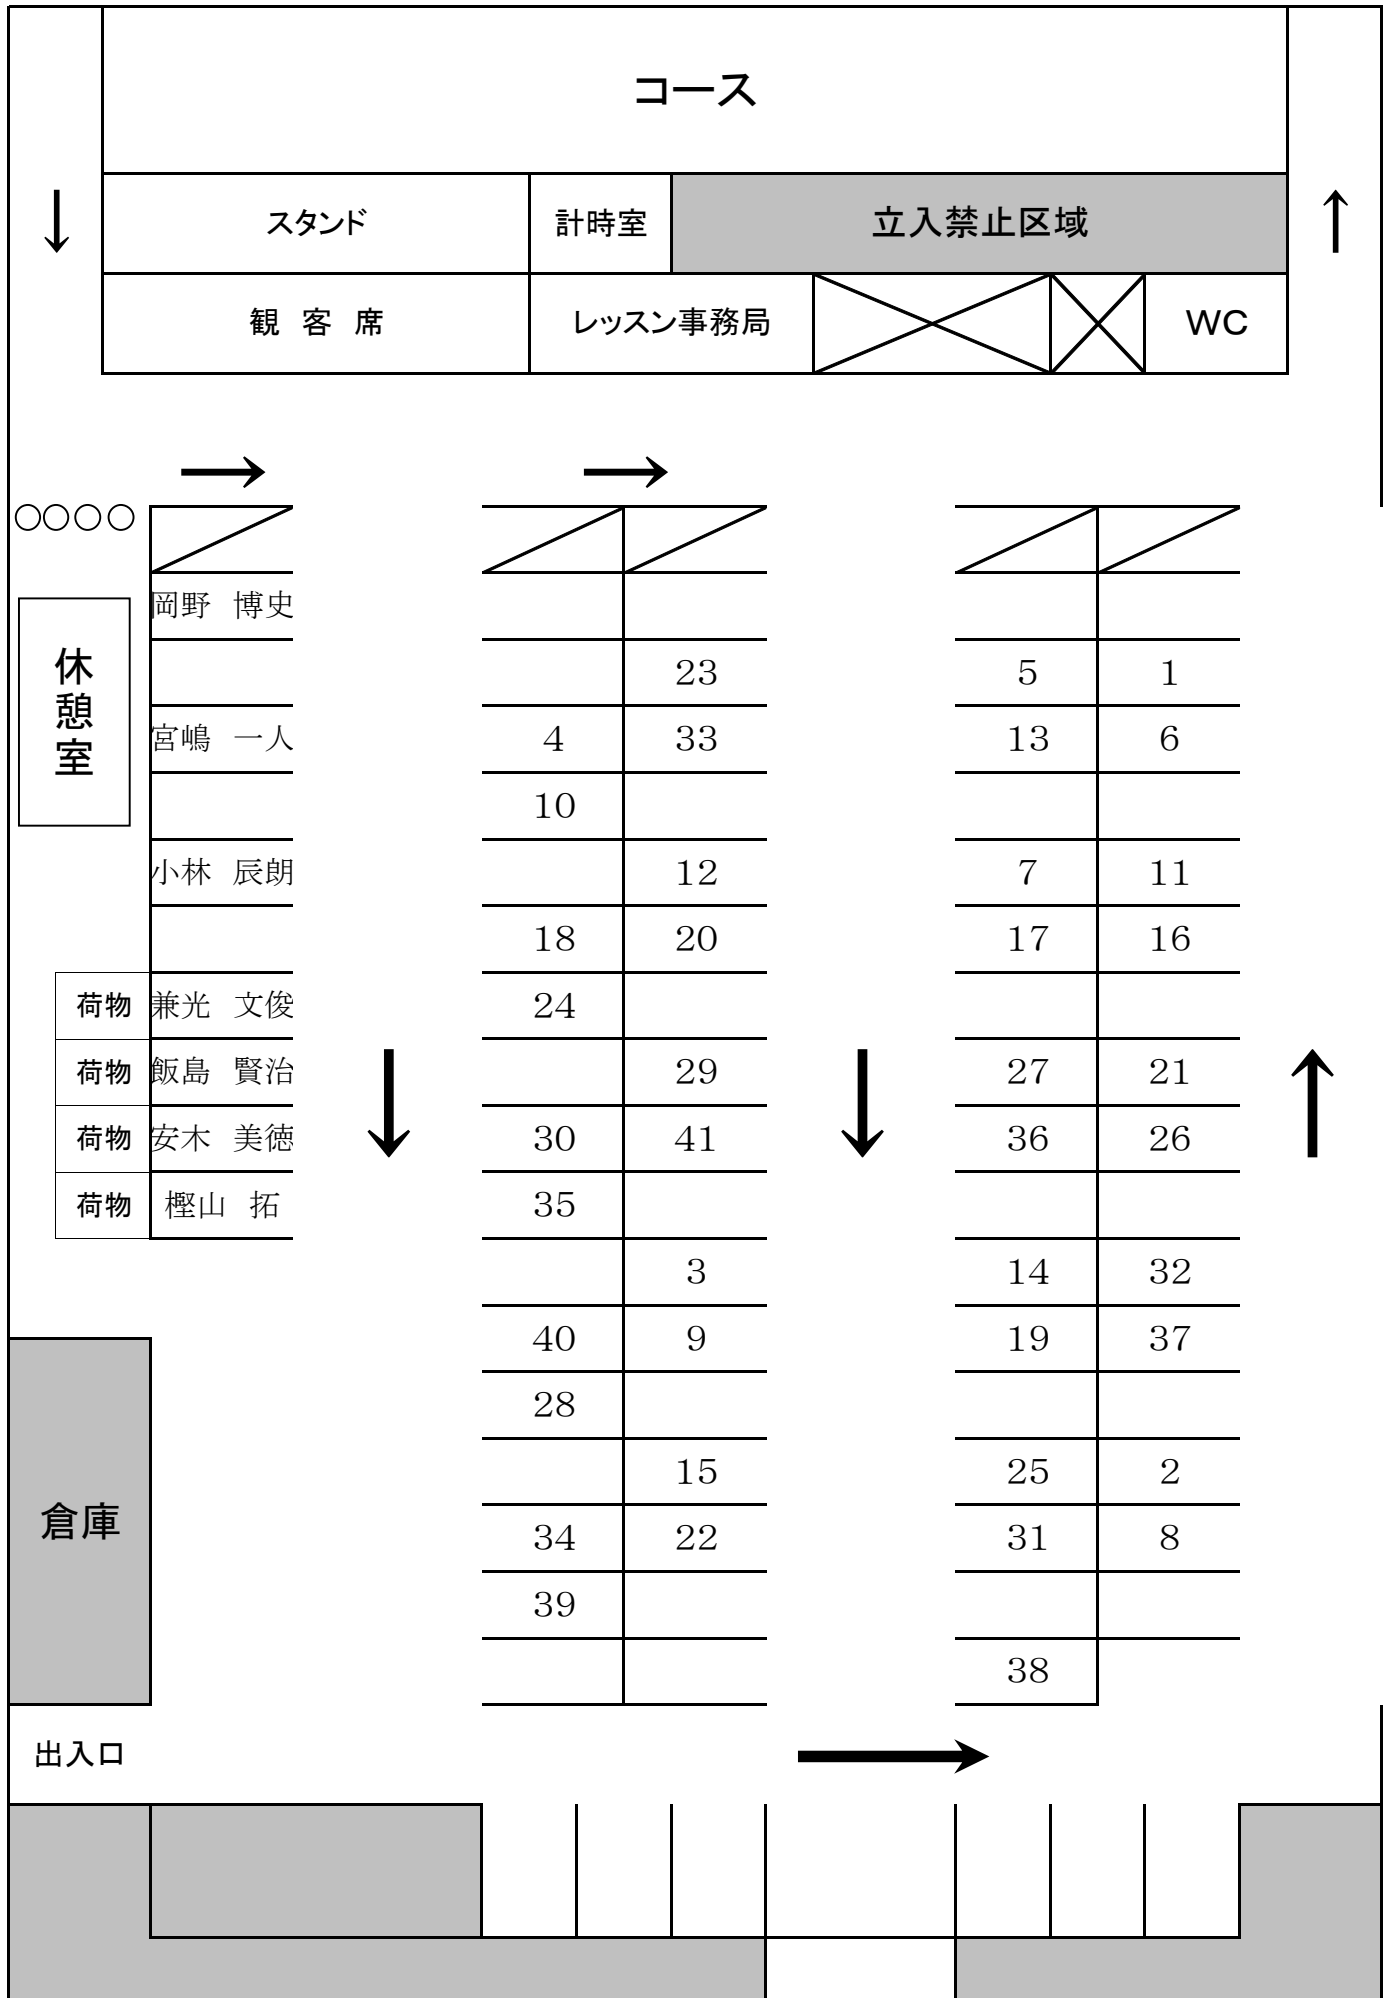 コース
↓ スタンド 計時室 立入禁止区域 ↑
観 客 席 レッスン事務局 WC
→ →
○○○○
岡野 博史
休憩室
23 5 1
宮嶋 一人 4 33 13 6
10
小林 辰朗 12 7 11
18 20 17 16
荷物 兼光 文俊 24
荷物 飯島 賢治 ↓ 29 ↓ 27 21 ↑
荷物 安木 美徳 30 41 36 26
荷物 樫山 拓 35
3 14 32
40 9 19 37
28
15 25 2
倉庫 34 22 31 8
39
38
出入口 →